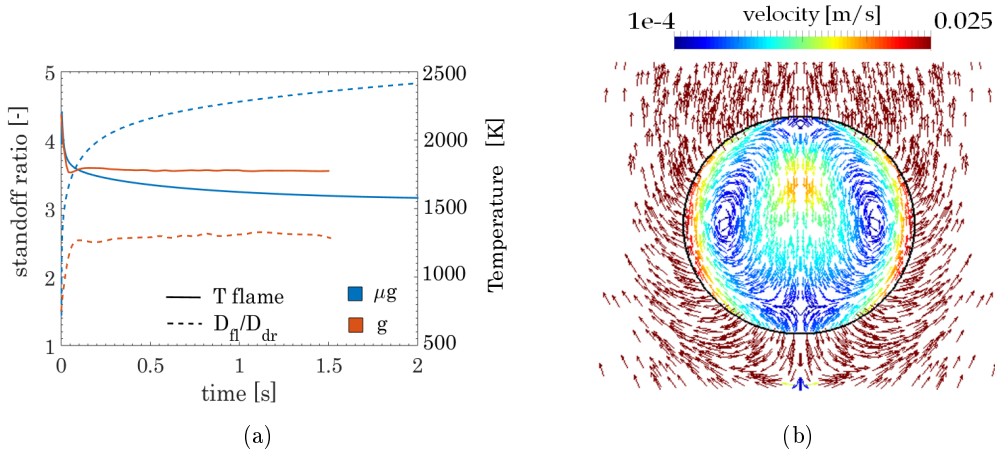 velocity [m/s]
1e-4
0.025
5
4
3
2
1
standoff ratio [-]
2500
2000
1500
1000
500
Temperature [K]
T flame
D_fl/D_dr
μg
g
0
0.5
1
1.5
2
time [s]
(a)
(b)